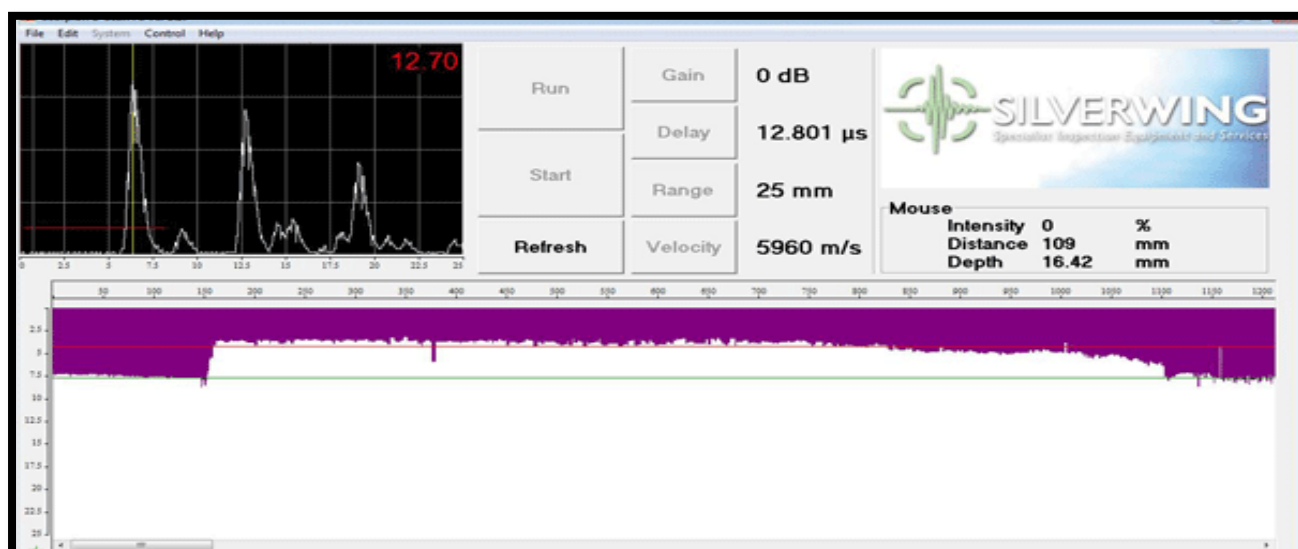 File Edit System Control Help
12.70
0 2.5 5 7.5 10 12.5 15 17.5 20 22.5 25
Run
Start
Refresh
Gain 0 dB
Delay 12.801 µs
Range 25 mm
Velocity 5960 m/s
SILVERWING
Specialist Inspection Equipment and Services
Mouse
Intensity 0 %
Distance 109 mm
Depth 16.42 mm
50 100 150 200 250 300 350 400 450 500 550 600 650 700 750 800 850 900 950 1000 1050 1100 1150 1200
2.5
5
7.5
10
12.5
15
17.5
20
22.5
25